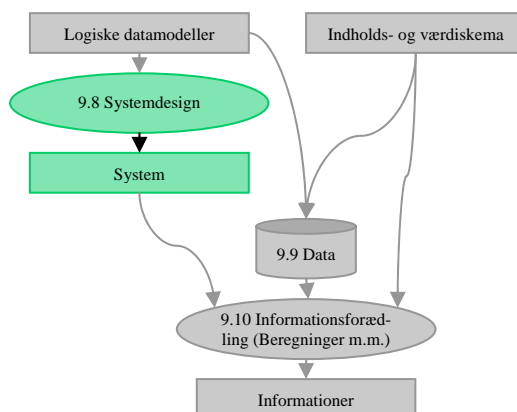 Logiske datamodeller
Indholds- og værdiskema
9.8 Systemdesign
System
9.9 Data
9.10 Informationsforæd-
ling (Beregninger m.m.)
Informationer